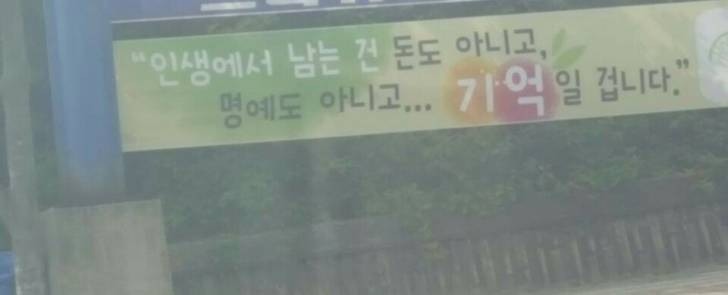 "인생에서 남는 건 돈도 아니고,
명예도 아니고... 기억일 겁니다."